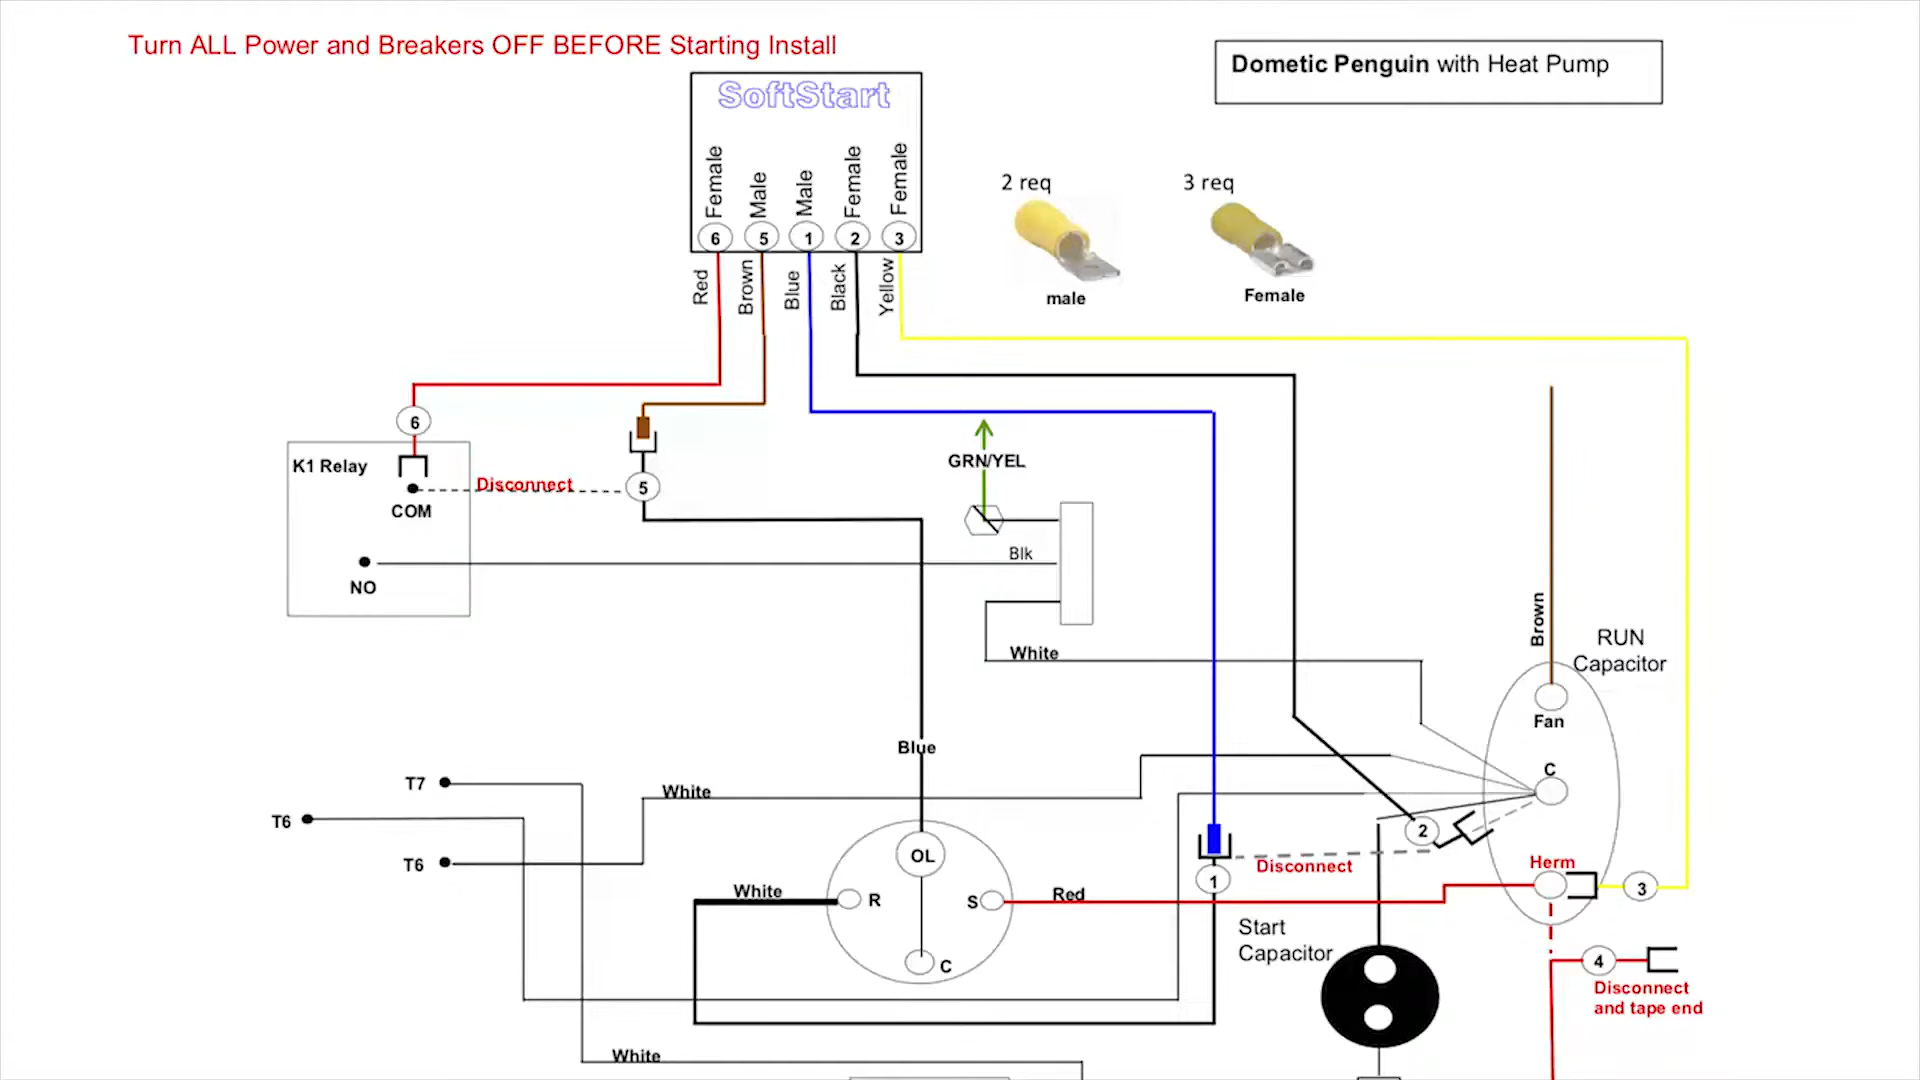 Turn ALL Power and Breakers OFF BEFORE Starting Install
Dometic Penguin with Heat Pump
SoftStart
Female
Male
Male
Female
Female
6
5
1
2
3
Red
Brown
Blue
Black
Yellow
2 req
3 req
male
Female
6
K1 Relay
Disconnect
5
COM
NO
GRN/YEL
Blk
White
Brown
RUN
Capacitor
Fan
C
Blue
T7
White
T6
T6
OL
2
Disconnect
1
Herm
3
White
R
S
Red
Start
Capacitor
C
4
Disconnect
and tape end
White